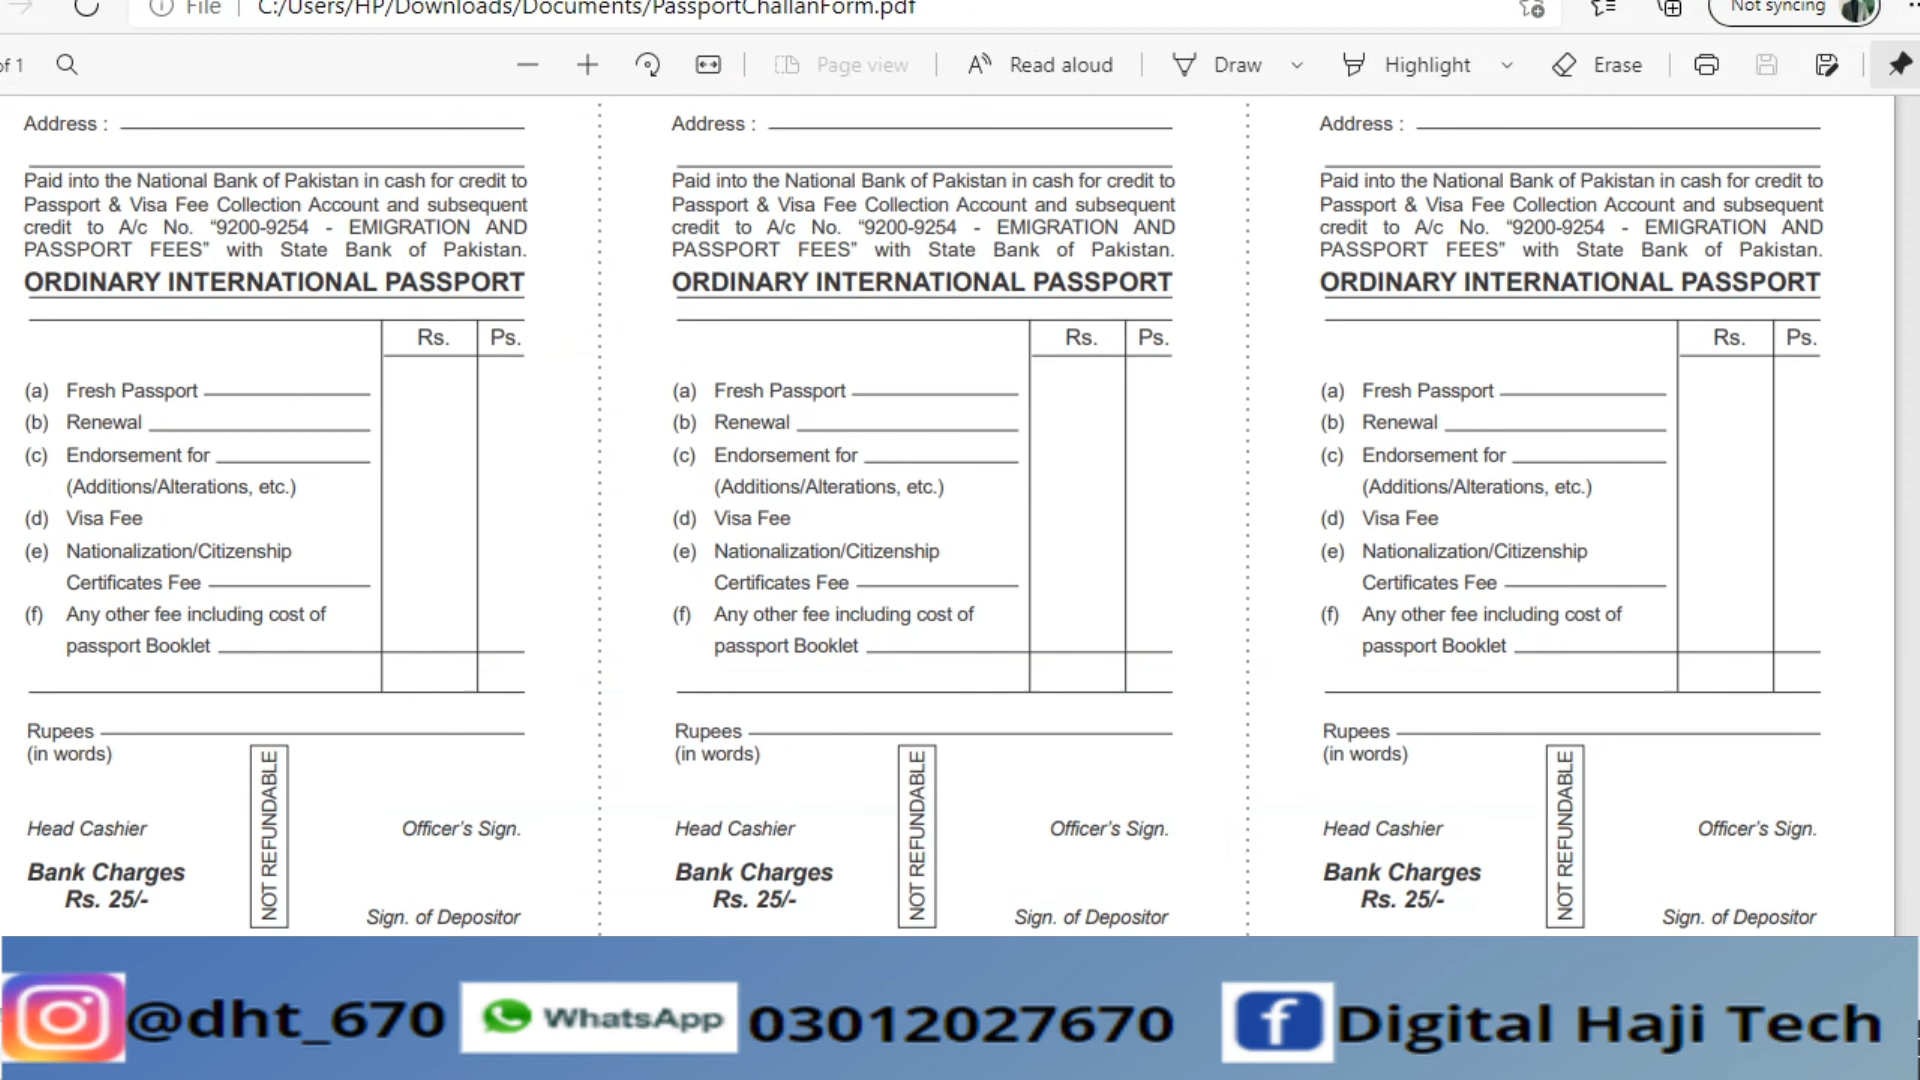 File C:/Users/HP/Downloads/Documents/PassportChallanForm.pdf Not syncing
of 1 Page view Read aloud Draw Highlight Erase
Address :
Paid into the National Bank of Pakistan in cash for credit to
Passport & Visa Fee Collection Account and subsequent
credit to A/c No. “9200-9254 - EMIGRATION AND
PASSPORT FEES” with State Bank of Pakistan.
ORDINARY INTERNATIONAL PASSPORT
Rs. Ps.
(a) Fresh Passport
(b) Renewal
(c) Endorsement for
(Additions/Alterations, etc.)
(d) Visa Fee
(e) Nationalization/Citizenship
Certificates Fee
(f) Any other fee including cost of
passport Booklet
Rupees
(in words)
NOT REFUNDABLE
Head Cashier Officer’s Sign.
Bank Charges
Rs. 25/-
Sign. of Depositor
Address :
Paid into the National Bank of Pakistan in cash for credit to
Passport & Visa Fee Collection Account and subsequent
credit to A/c No. “9200-9254 - EMIGRATION AND
PASSPORT FEES” with State Bank of Pakistan.
ORDINARY INTERNATIONAL PASSPORT
Rs. Ps.
(a) Fresh Passport
(b) Renewal
(c) Endorsement for
(Additions/Alterations, etc.)
(d) Visa Fee
(e) Nationalization/Citizenship
Certificates Fee
(f) Any other fee including cost of
passport Booklet
Rupees
(in words)
NOT REFUNDABLE
Head Cashier Officer’s Sign.
Bank Charges
Rs. 25/-
Sign. of Depositor
Address :
Paid into the National Bank of Pakistan in cash for credit to
Passport & Visa Fee Collection Account and subsequent
credit to A/c No. “9200-9254 - EMIGRATION AND
PASSPORT FEES” with State Bank of Pakistan.
ORDINARY INTERNATIONAL PASSPORT
Rs. Ps.
(a) Fresh Passport
(b) Renewal
(c) Endorsement for
(Additions/Alterations, etc.)
(d) Visa Fee
(e) Nationalization/Citizenship
Certificates Fee
(f) Any other fee including cost of
passport Booklet
Rupees
(in words)
NOT REFUNDABLE
Head Cashier Officer’s Sign.
Bank Charges
Rs. 25/-
Sign. of Depositor
@dht_670 WhatsApp 03012027670 Digital Haji Tech